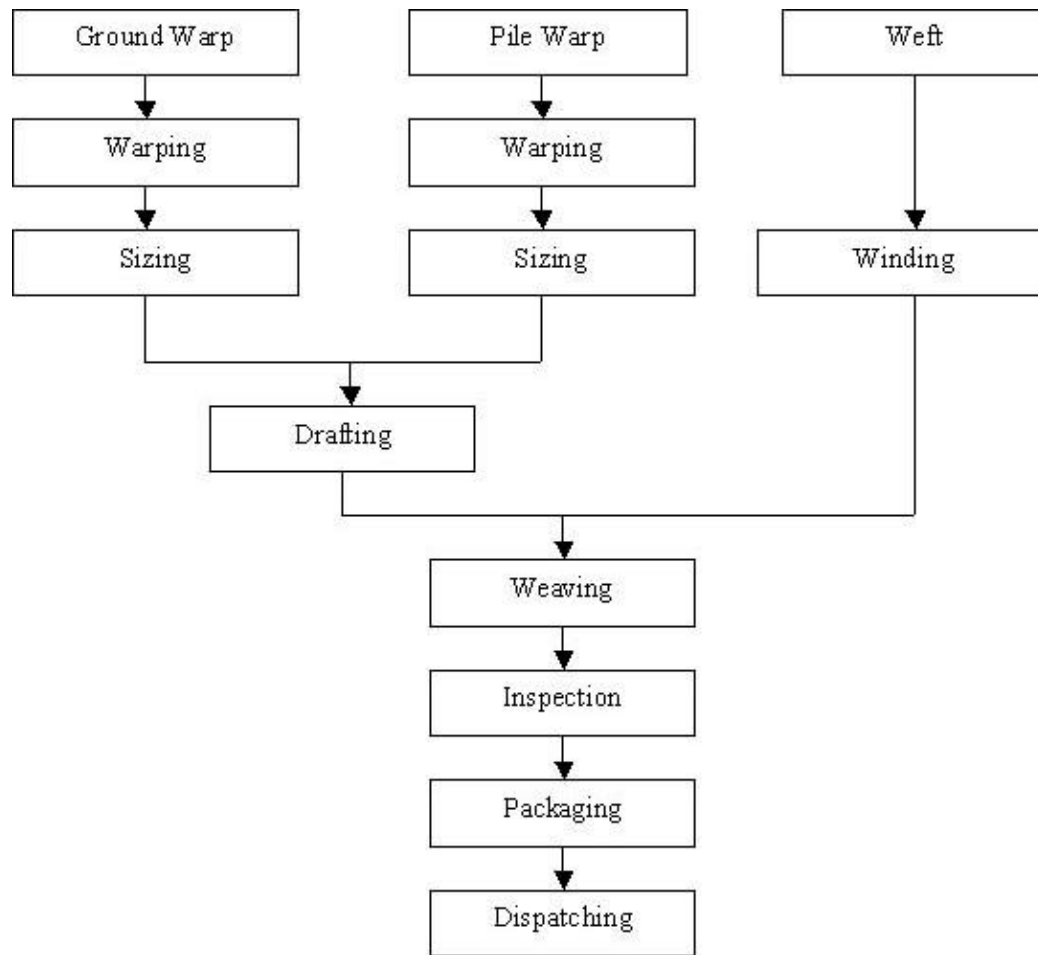 Ground Warp
Pile Warp
Weft
Warping
Warping
Sizing
Sizing
Winding
Drafting
Weaving
Inspection
Packaging
Dispatching